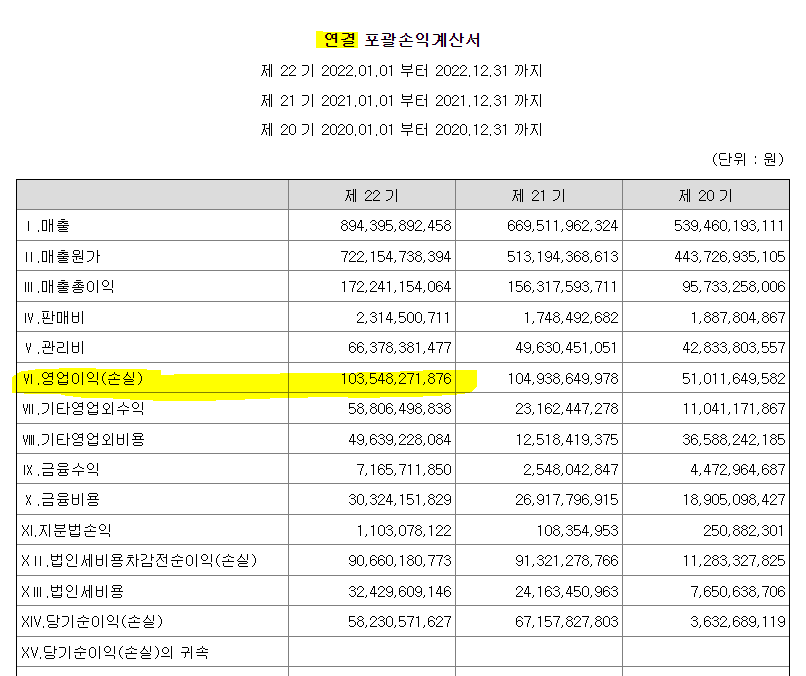 연결 포괄손익계산서
제 22 기 2022.01.01 부터 2022.12.31 까지
제 21 기 2021.01.01 부터 2021.12.31 까지
제 20 기 2020.01.01 부터 2020.12.31 까지
(단위 : 원)
제 22 기 제 21 기 제 20 기
Ⅰ.매출 894,395,892,458 669,511,962,324 539,460,193,111
Ⅱ.매출원가 722,154,738,394 513,194,368,613 443,726,935,105
Ⅲ.매출총이익 172,241,154,064 156,317,593,711 95,733,258,006
Ⅳ.판매비 2,314,500,711 1,748,492,682 1,887,804,867
Ⅴ.관리비 66,378,381,477 49,630,451,051 42,833,803,557
Ⅵ.영업이익(손실) 103,548,271,876 104,938,649,978 51,011,649,582
Ⅶ.기타영업외수익 58,806,498,838 23,162,447,278 11,041,171,867
Ⅷ.기타영업외비용 49,639,228,084 12,518,419,375 36,588,242,185
Ⅸ.금융수익 7,165,711,850 2,548,042,847 4,472,964,687
Ⅹ.금융비용 30,324,151,829 26,917,796,915 18,905,098,427
XI.지분법손익 1,103,078,122 108,354,953 250,882,301
XⅡ.법인세비용차감전순이익(손실) 90,660,180,773 91,321,278,766 11,283,327,825
XⅢ.법인세비용 32,429,609,146 24,163,450,963 7,650,638,706
XIV.당기순이익(손실) 58,230,571,627 67,157,827,803 3,632,689,119
XV.당기순이익(손실)의 귀속